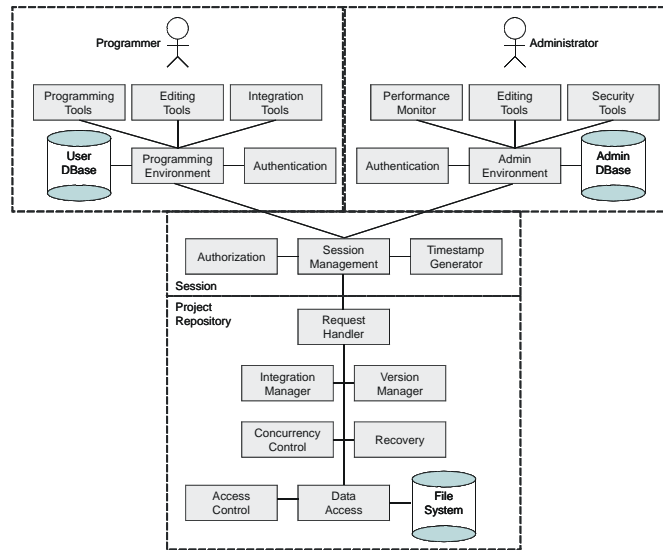 Programmer
Administrator
Programming
Tools
Editing
Tools
Integration
Tools
Performance
Monitor
Editing
Tools
Security
Tools
User
DBase
Programming
Environment
Authentication
Authentication
Admin
Environment
Admin
DBase
Authorization
Session
Management
Timestamp
Generator
Session
Project
Repository
Request
Handler
Integration
Manager
Version
Manager
Concurrency
Control
Recovery
Access
Control
Data
Access
File
System